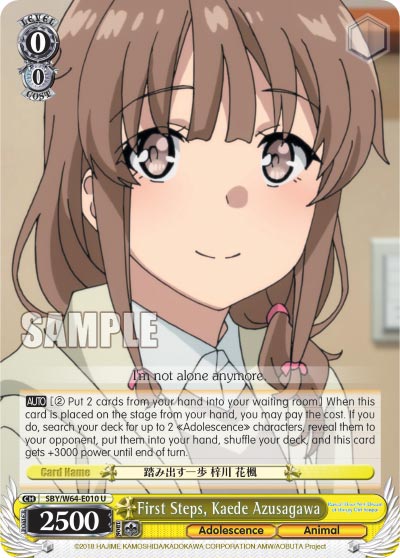 LEVEL
0
0
COST
SAMPLE
I'm not alone anymore.
AUTO [② Put 2 cards from your hand into your waiting room] When this
card is placed on the stage from your hand, you may pay the cost. If you
do, search your deck for up to 2 «Adolescence» characters, reveal them to
your opponent, put them into your hand, shuffle your deck, and this card
gets +3000 power until end of turn.
Card Name 踏み出す一歩 梓川 花楓
CH SBY/W64-E010 U
2500
First Steps, Kaede Azusagawa
Adolescence Animal
©2018 HAJIME KAMOSHIDA/KADOKAWA CORPORATION AMW/AOBUTA Project